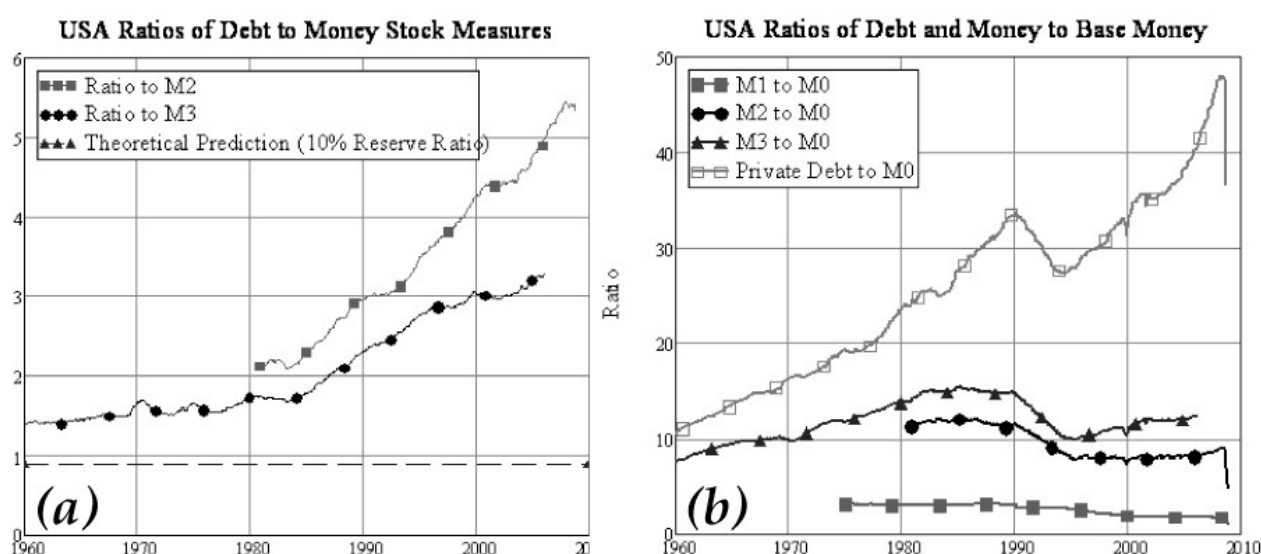 USA Ratios of Debt to Money Stock Measures
6
5
4
3
2
1
0
Ratio to M2
Ratio to M3
Theoretical Prediction (10% Reserve Ratio)
(a)
1960
1970
1980
1990
2000
20
USA Ratios of Debt and Money to Base Money
Ratio
50
40
30
20
10
0
M1 to M0
M2 to M0
M3 to M0
Private Debt to M0
(b)
1960
1970
1980
1990
2000
2010